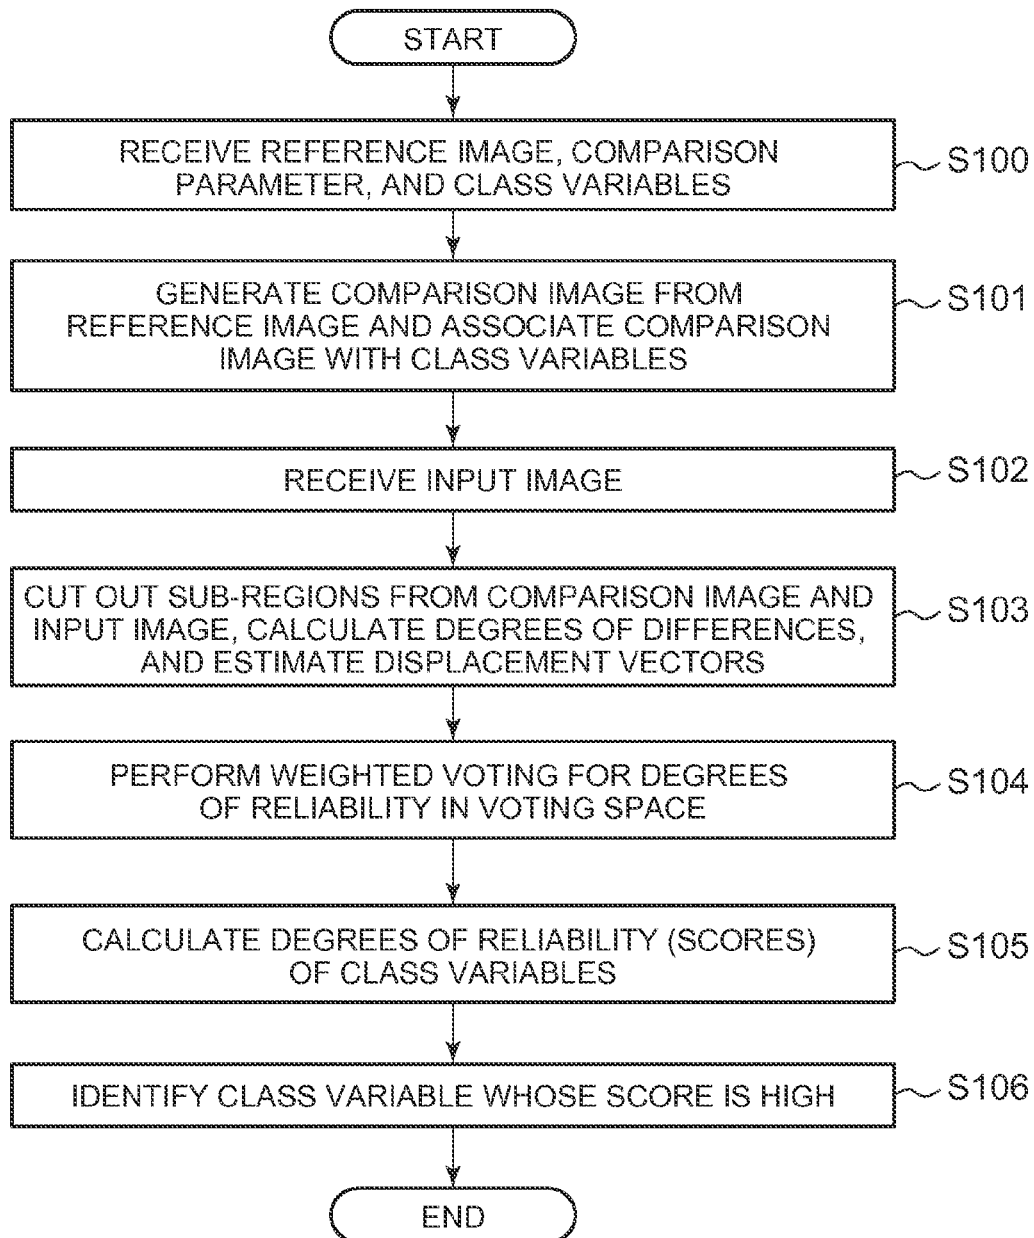 START
RECEIVE REFERENCE IMAGE, COMPARISON
PARAMETER, AND CLASS VARIABLES
S100
GENERATE COMPARISON IMAGE FROM
REFERENCE IMAGE AND ASSOCIATE COMPARISON
IMAGE WITH CLASS VARIABLES
S101
RECEIVE INPUT IMAGE
S102
CUT OUT SUB-REGIONS FROM COMPARISON IMAGE AND
INPUT IMAGE, CALCULATE DEGREES OF DIFFERENCES,
AND ESTIMATE DISPLACEMENT VECTORS
S103
PERFORM WEIGHTED VOTING FOR DEGREES
OF RELIABILITY IN VOTING SPACE
S104
CALCULATE DEGREES OF RELIABILITY (SCORES)
OF CLASS VARIABLES
S105
IDENTIFY CLASS VARIABLE WHOSE SCORE IS HIGH
S106
END